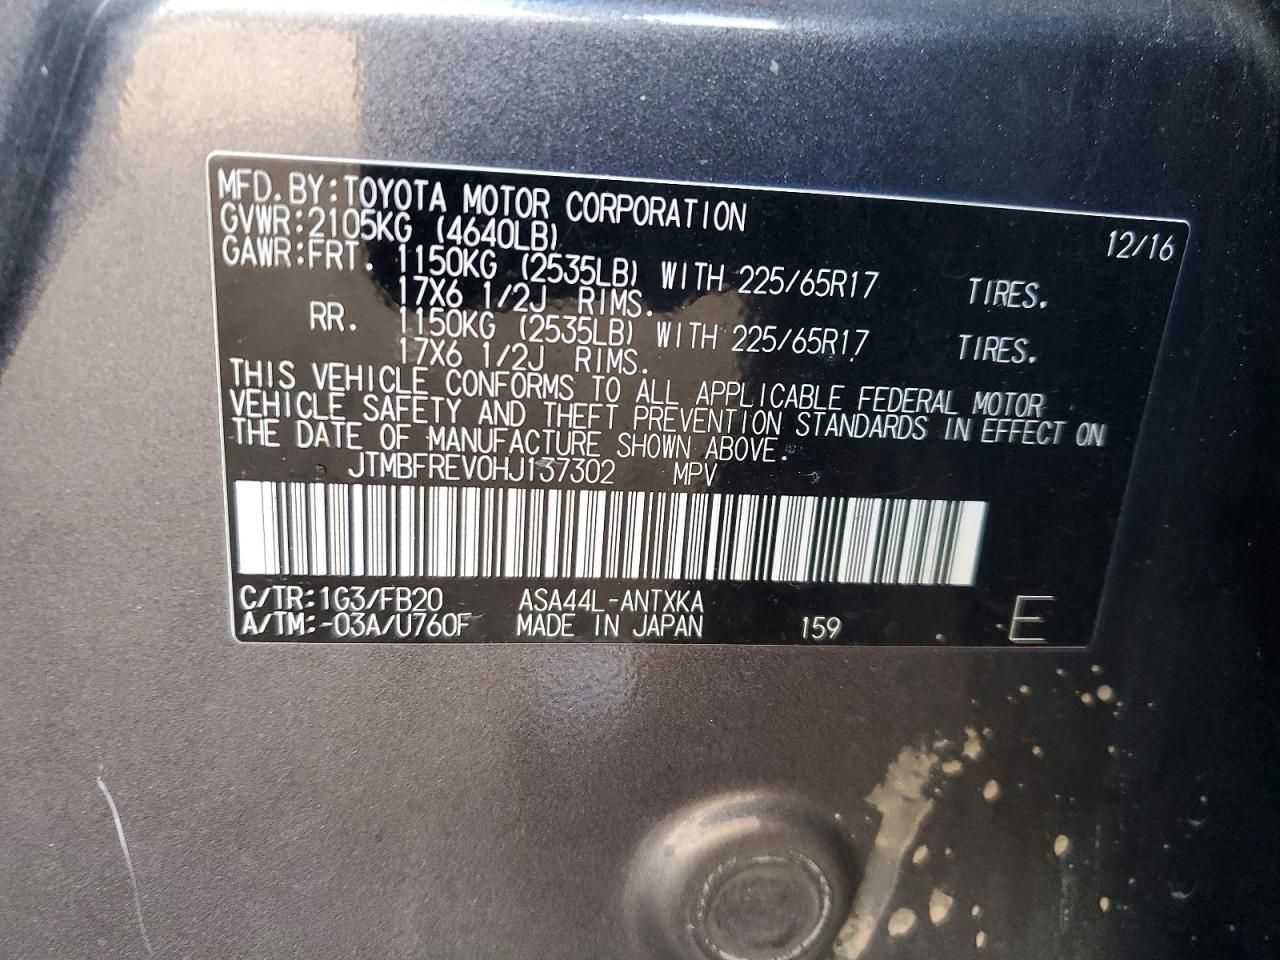 MFD. BY: TOYOTA MOTOR CORPORATION 12/16
GVWR: 2105KG (4640LB)
GAWR: FRT. 1150KG (2535LB) WITH 225/65R17 TIRES.
17X6 1/2J RIMS.
RR. 1150KG (2535LB) WITH 225/65R17 TIRES.
17X6 1/2J RIMS.
THIS VEHICLE CONFORMS TO ALL APPLICABLE FEDERAL MOTOR
VEHICLE SAFETY AND THEFT PREVENTION STANDARDS IN EFFECT ON
THE DATE OF MANUFACTURE SHOWN ABOVE.
JTMBFREV0HJ137302 MPV
C/TR: 1G3/FB20 ASA44L-ANTXKA
A/TM: -03A/U760F MADE IN JAPAN 159 E